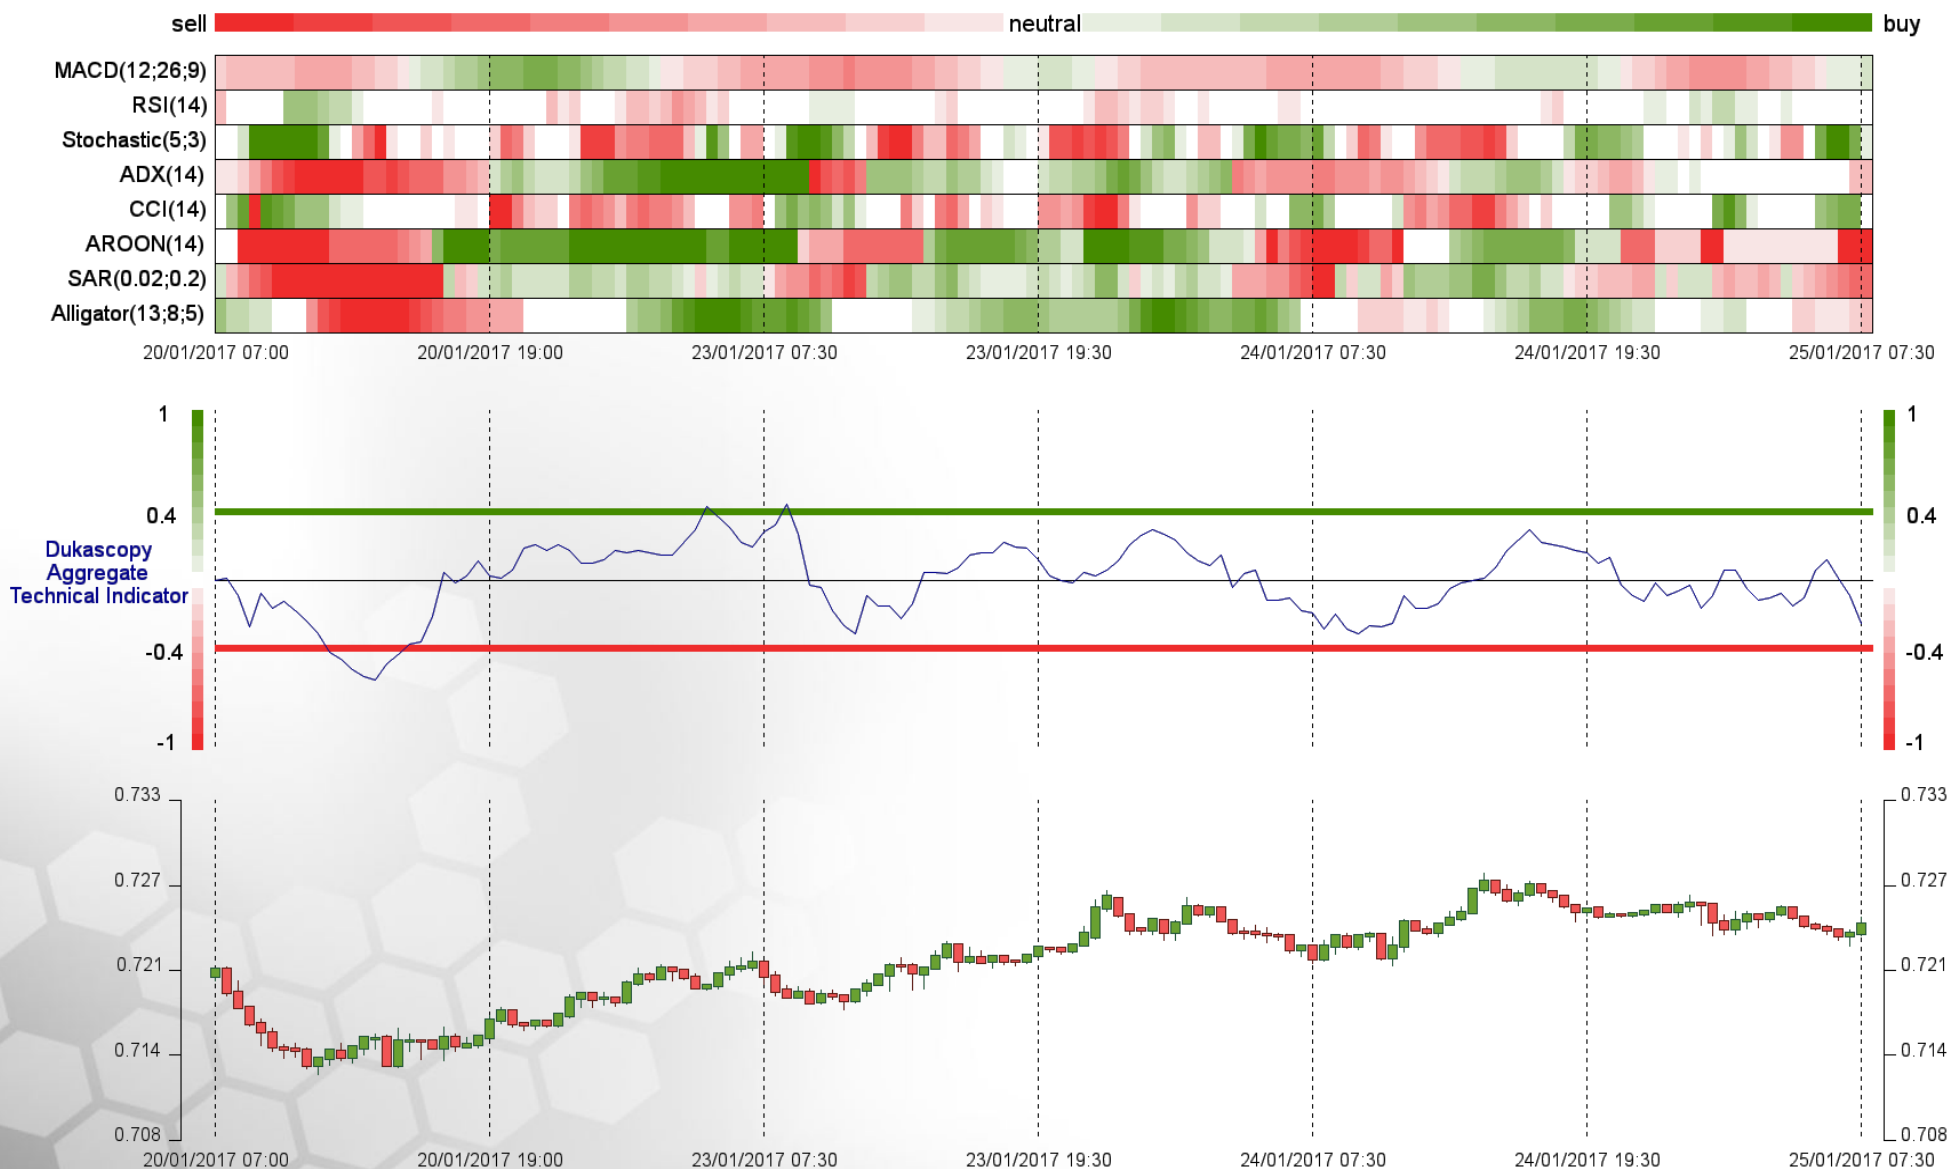 sell neutral buy
MACD(12;26;9)
RSI(14)
Stochastic(5;3)
ADX(14)
CCI(14)
AROON(14)
SAR(0.02;0.2)
Alligator(13;8;5)
20/01/2017 07:00 20/01/2017 19:00 23/01/2017 07:30 23/01/2017 19:30 24/01/2017 07:30 24/01/2017 19:30 25/01/2017 07:30
1 1
0.4 0.4
Dukascopy
Aggregate
Technical Indicator
-0.4 -0.4
-1 -1
0.733 0.733
0.727 0.727
0.721 0.721
0.714 0.714
0.708 0.708
20/01/2017 07:00 20/01/2017 19:00 23/01/2017 07:30 23/01/2017 19:30 24/01/2017 07:30 24/01/2017 19:30 25/01/2017 07:30